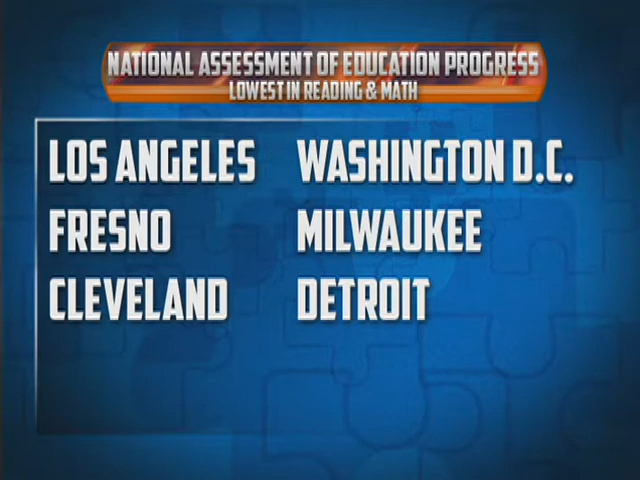 NATIONAL ASSESSMENT OF EDUCATION PROGRESS
LOWEST IN READING & MATH
LOS ANGELES
FRESNO
CLEVELAND
WASHINGTON D.C.
MILWAUKEE
DETROIT